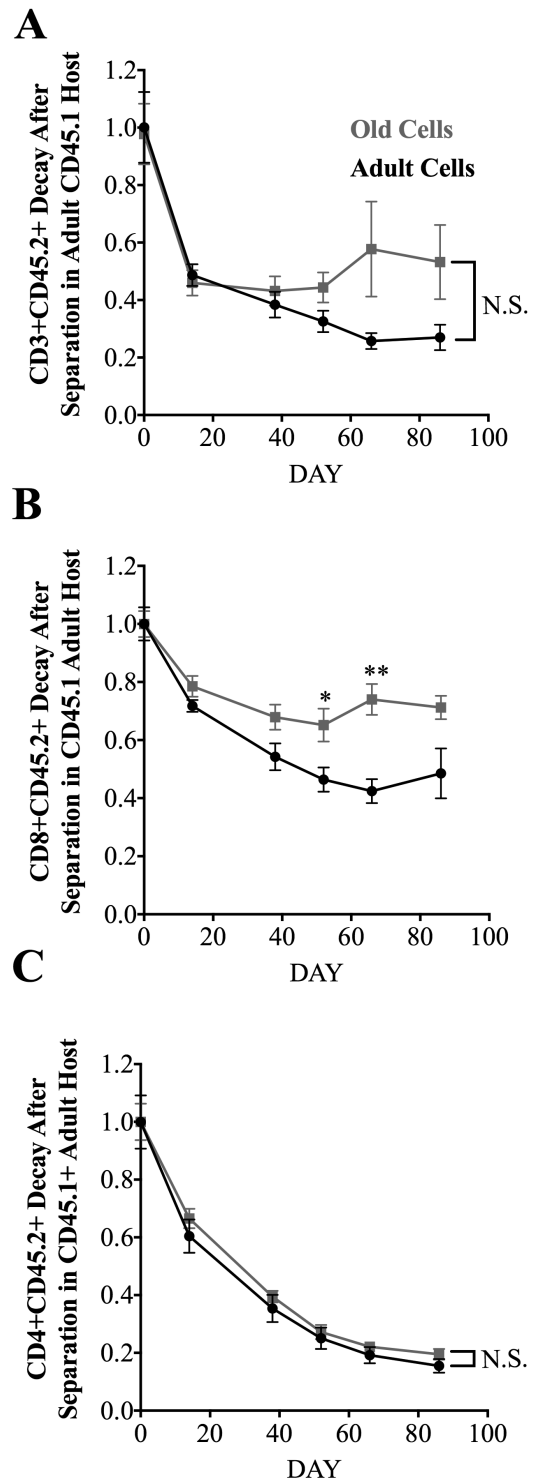 A
CD3+CD45.2+ Decay After
Separation in Adult CD45.1 Host
1.2
1.0
0.8
0.6
0.4
0.2
0.0
Old Cells
Adult Cells
N.S.
0 20 40 60 80 100
DAY
B
CD8+CD45.2+ Decay After
Separation in CD45.1 Adult Host
1.2
1.0
0.8
0.6
0.4
0.2
0.0
* **
0 20 40 60 80 100
DAY
C
CD4+CD45.2+ Decay After
Separation in CD45.1+ Adult Host
1.2
1.0
0.8
0.6
0.4
0.2
0.0
N.S.
0 20 40 60 80 100
DAY